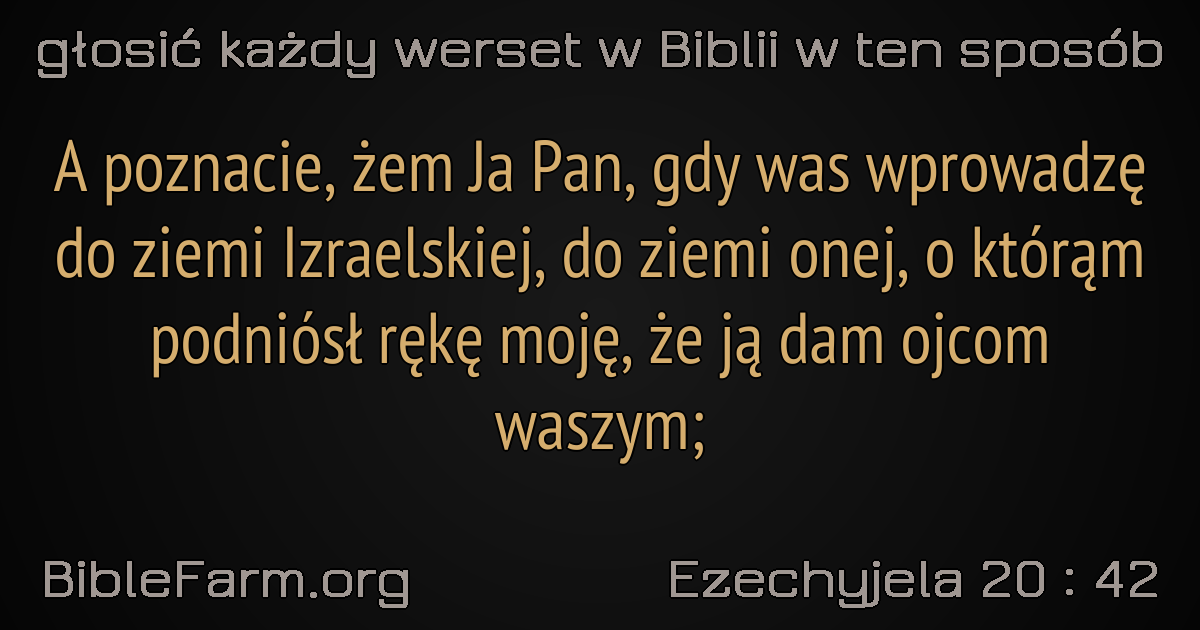 głosić każdy werset w Biblii w ten sposób
A poznacie, żem Ja Pan, gdy was wprowadzę
do ziemi Izraelskiej, do ziemi onej, o którąm
podniósł rękę moję, że ją dam ojcom
waszym;
BibleFarm.org
Ezechyjela 20 : 42